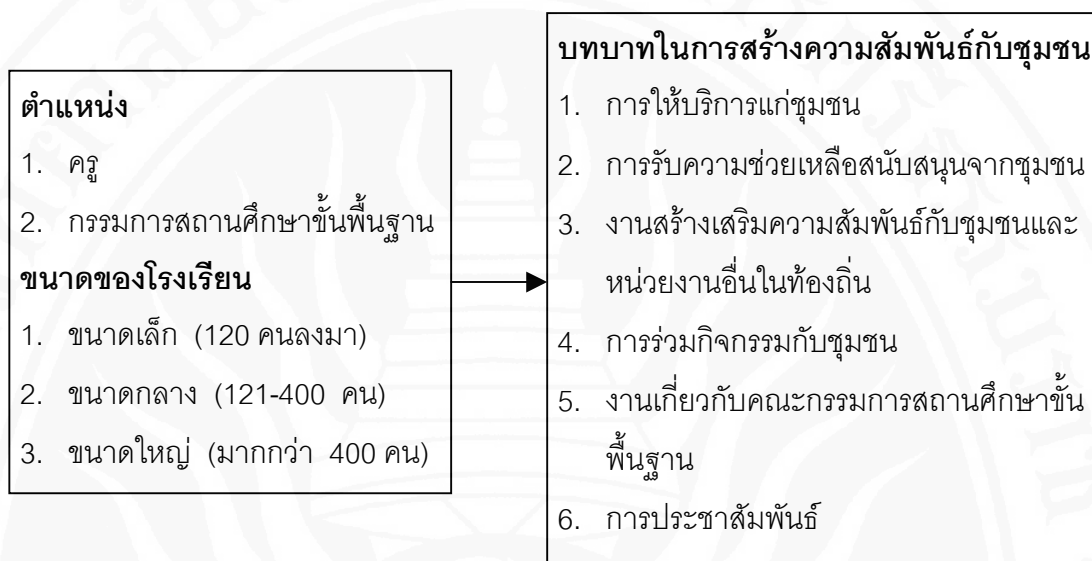 ตำแหน่ง
1. ครู
2. กรรมการสถานศึกษาขั้นพื้นฐาน
ขนาดของโรงเรียน
1. ขนาดเล็ก (120 คนลงมา)
2. ขนาดกลาง (121-400 คน)
3. ขนาดใหญ่ (มากกว่า 400 คน)
บทบาทในการสร้างความสัมพันธ์กับชุมชน
1. การให้บริการแก่ชุมชน
2. การรับความช่วยเหลือสนับสนุนจากชุมชน
3. งานสร้างเสริมความสัมพันธ์กับชุมชนและ
หน่วยงานอื่นในท้องถิ่น
4. การร่วมกิจกรรมกับชุมชน
5. งานเกี่ยวกับคณะกรรมการสถานศึกษาขั้น
พื้นฐาน
6. การประชาสัมพันธ์